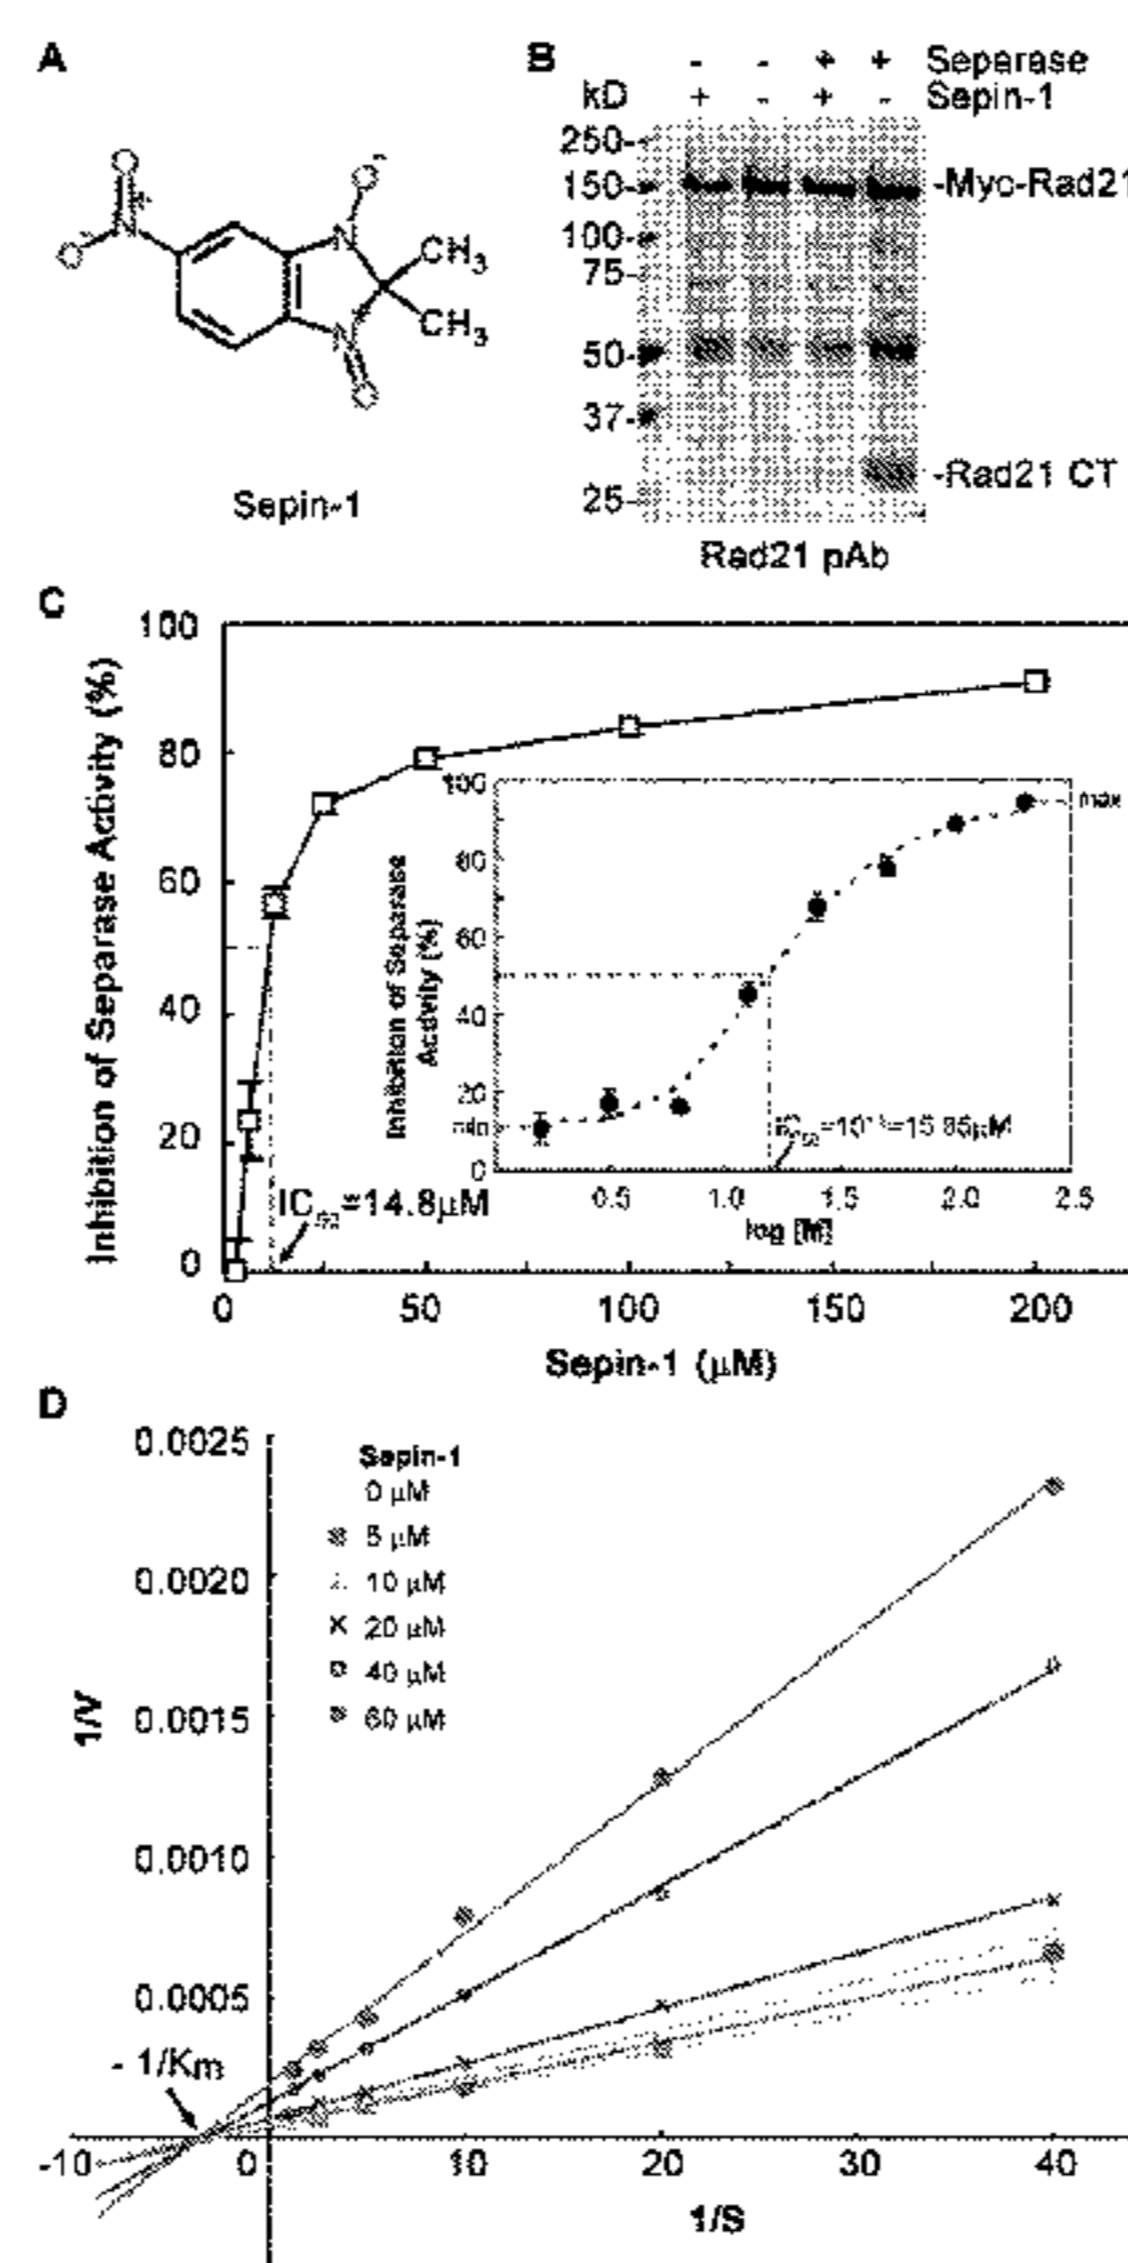 A
O
N+
O-
O-
N
CH3
CH3
N+
O
Sepin-1
B
- - + + Separase
kD + - + - Sepin-1
250-
150- -Myc-Rad21
100-
75-
50-
37-
-Rad21 CT
25-
Rad21 pAb
C
Inhibition of Separase Activity (%)
100
80
60
40
20
0
IC50=14.8μM
0 50 100 150 200
Sepin-1 (μM)
Inhibition of Separase
Activity (%)
100
max
80
60
40
20
min
0
0.5 1.0 1.5 2.0 2.5
log [M]
D
0.0025
0.0020
0.0015
0.0010
0.0005
1/V
Sepin-1
0 μM
5 μM
10 μM
20 μM
40 μM
60 μM
- 1/Km
-10 0 10 20 30 40
1/S